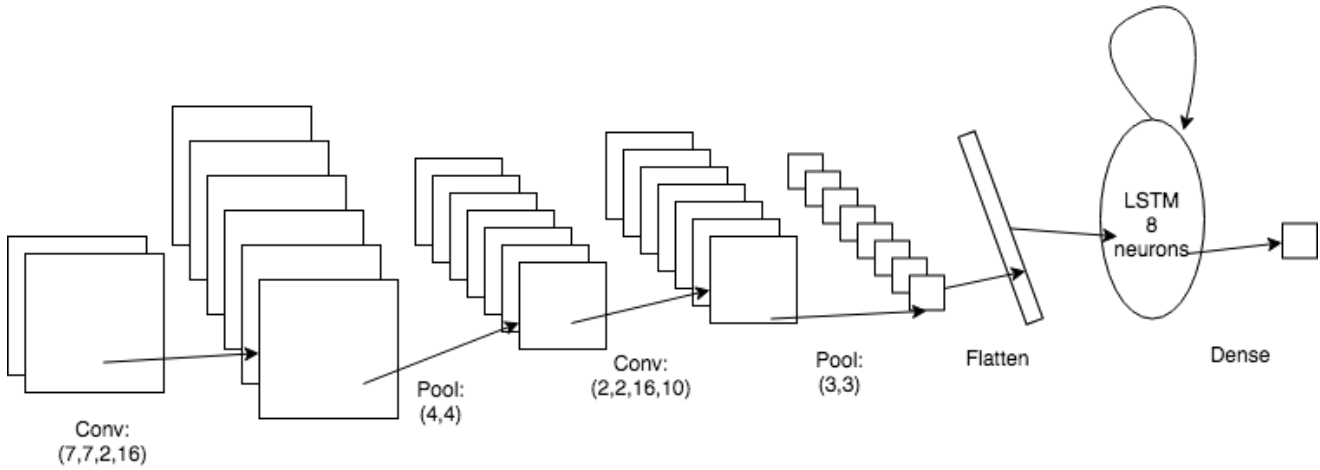 Conv:
(7,7,2,16)
Pool:
(4,4)
Conv:
(2,2,16,10)
Pool:
(3,3)
Flatten
LSTM
8
neurons
Dense